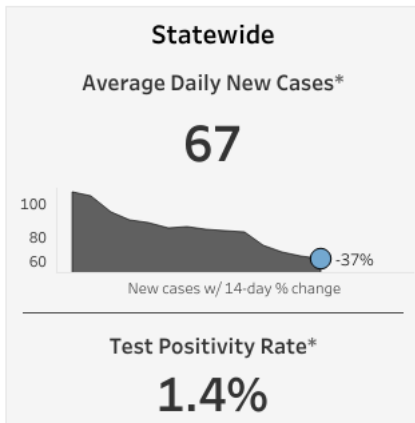 Statewide
Average Daily New Cases*
67
100
80
60
-37%
New cases w/ 14-day % change
Test Positivity Rate*
1.4%